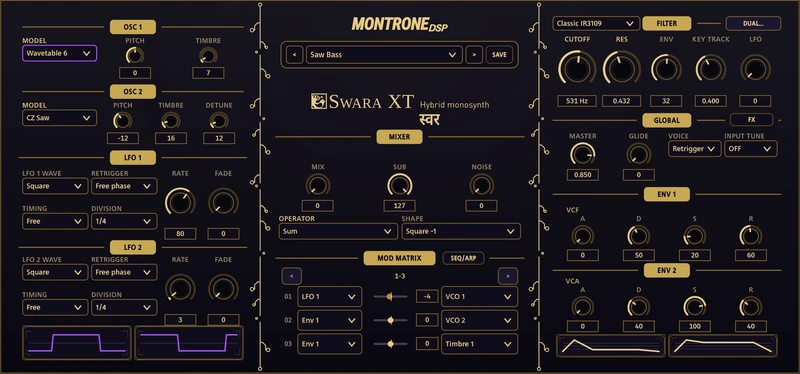 OSC 1
MODEL
PITCH
TIMBRE
Wavetable 6
0
7
OSC 2
MODEL
PITCH
TIMBRE
DETUNE
CZ Saw
-12
16
12
LFO 1
LFO 1 WAVE
RETRIGGER
RATE
FADE
Square
Free phase
TIMING
DIVISION
Free
1/4
80
0
LFO 2
LFO 2 WAVE
RETRIGGER
RATE
FADE
Square
Free phase
TIMING
DIVISION
Free
1/4
3
0
MONTRONE DSP
<
Saw Bass
>
SAVE
SWARA XT Hybrid monosynth
स्वर
MIXER
MIX
SUB
NOISE
0
127
0
OPERATOR
SHAPE
Sum
Square -1
MOD MATRIX
SEQ/ARP
<
1-3
>
01 LFO 1 -4 VCO 1
02 Env 1 0 VCO 2
03 Env 1 0 Timbre 1
Classic IR3109
FILTER
DUAL...
CUTOFF
RES
ENV
KEY TRACK
LFO
531 Hz
0.432
32
0.400
0
GLOBAL
FX
MASTER
GLIDE
VOICE
INPUT TUNE
Retrigger
OFF
0.850
0
ENV 1
VCF
A
D
S
R
0
50
20
60
ENV 2
VCA
A
D
S
R
0
40
100
40